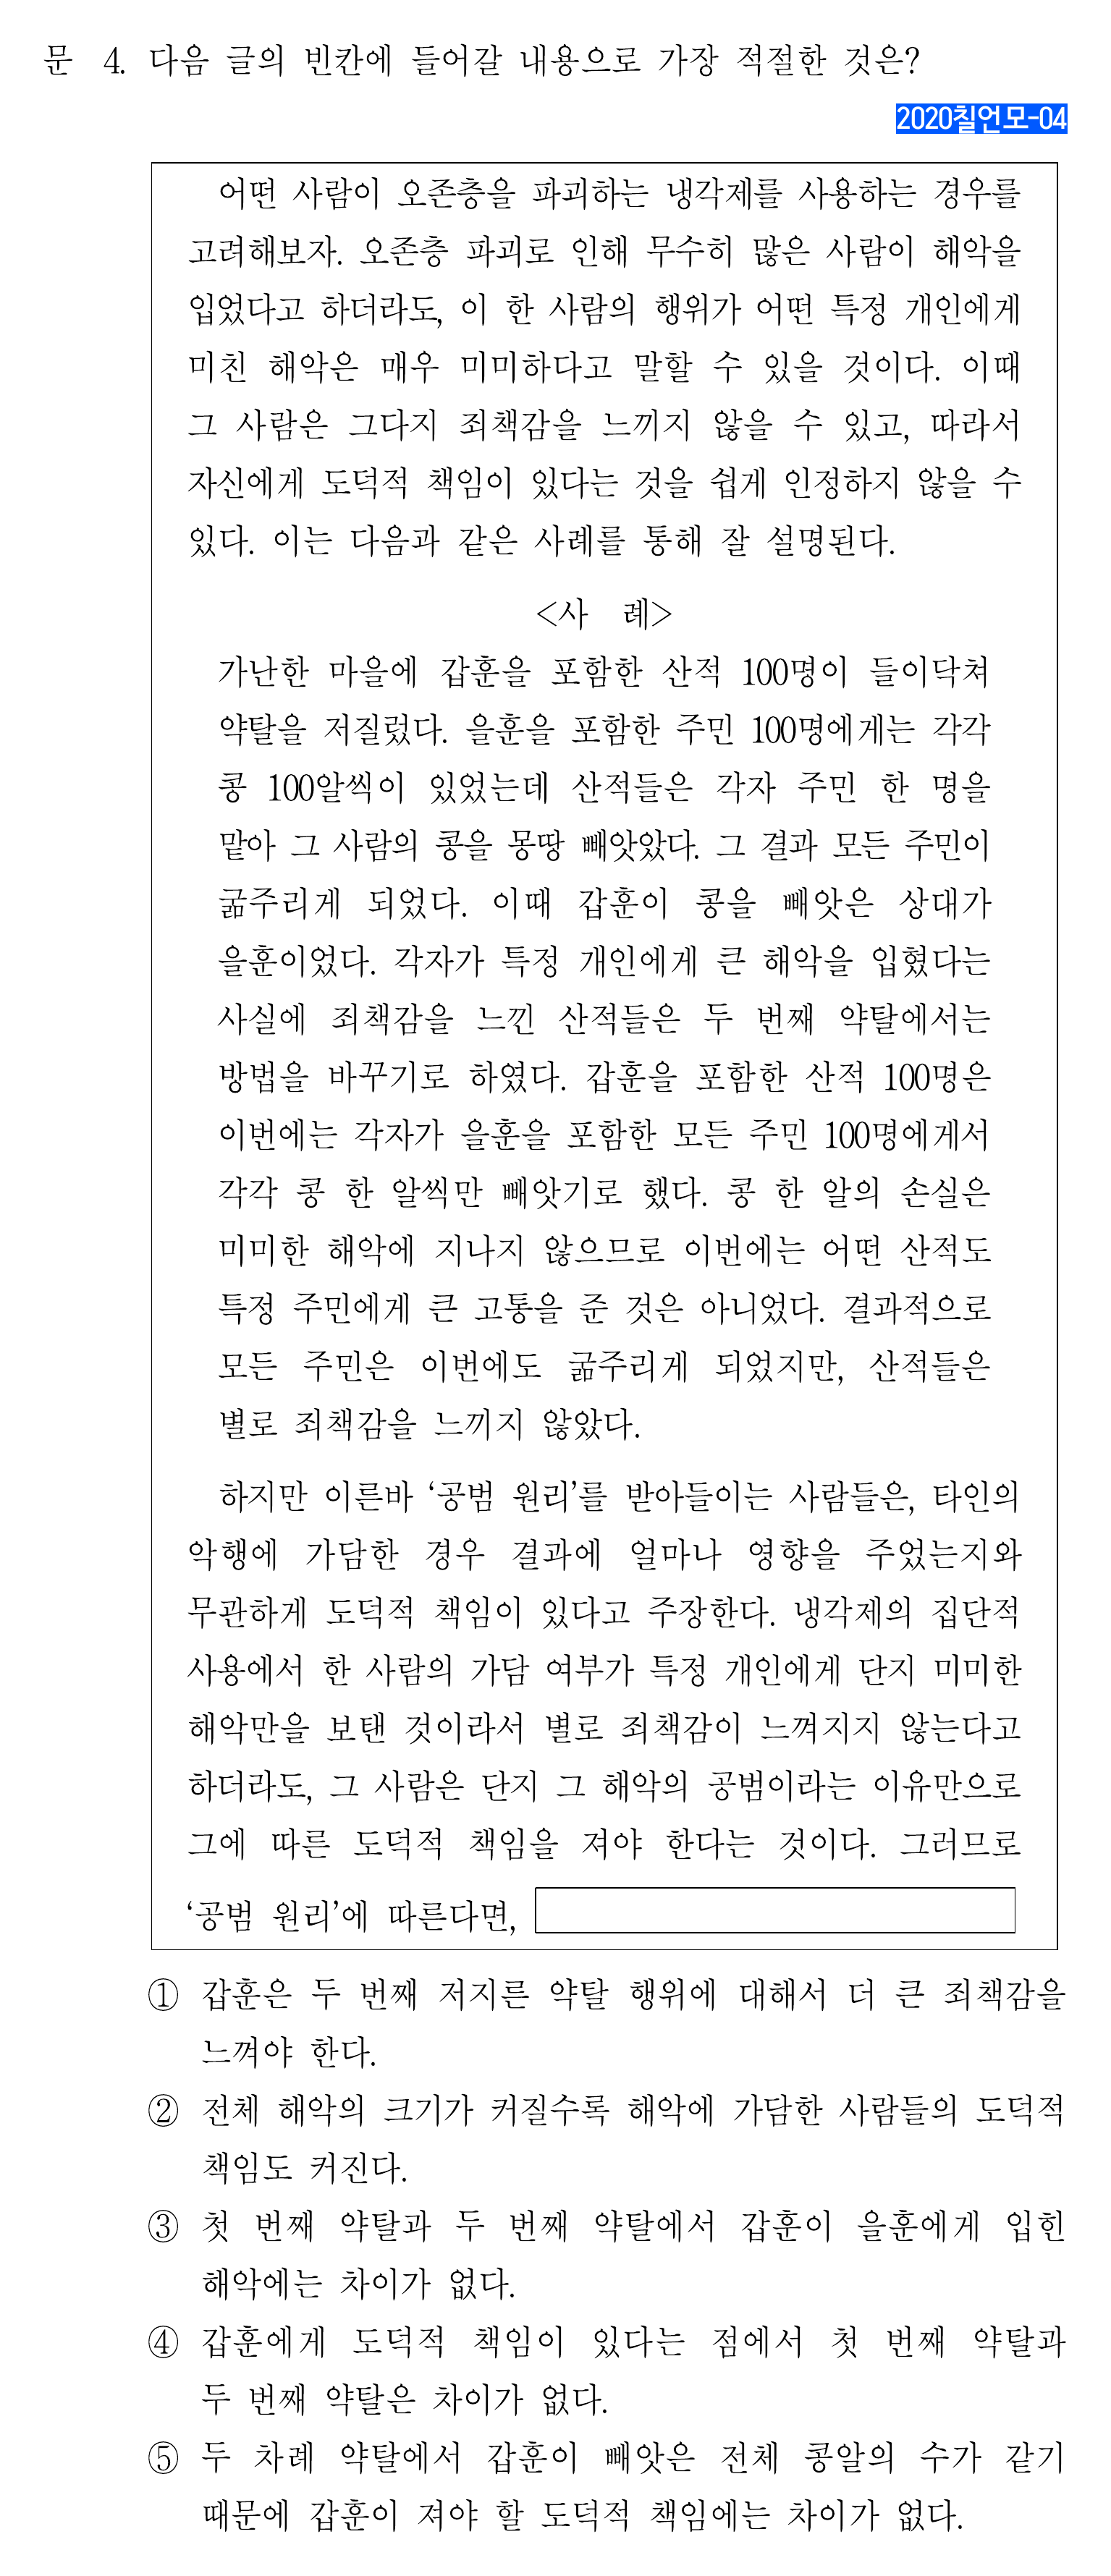 문 4. 다음 글의 빈칸에 들어갈 내용으로 가장 적절한 것은?
2020칠언모-04
어떤 사람이 오존층을 파괴하는 냉각제를 사용하는 경우를
고려해보자. 오존층 파괴로 인해 무수히 많은 사람이 해악을
입었다고 하더라도, 이 한 사람의 행위가 어떤 특정 개인에게
미친 해악은 매우 미미하다고 말할 수 있을 것이다. 이때
그 사람은 그다지 죄책감을 느끼지 않을 수 있고, 따라서
자신에게 도덕적 책임이 있다는 것을 쉽게 인정하지 않을 수
있다. 이는 다음과 같은 사례를 통해 잘 설명된다.
<사 례>
가난한 마을에 갑훈을 포함한 산적 100명이 들이닥쳐
약탈을 저질렀다. 을훈을 포함한 주민 100명에게는 각각
콩 100알씩이 있었는데 산적들은 각자 주민 한 명을
맡아 그 사람의 콩을 몽땅 빼앗았다. 그 결과 모든 주민이
굶주리게 되었다. 이때 갑훈이 콩을 빼앗은 상대가
을훈이었다. 각자가 특정 개인에게 큰 해악을 입혔다는
사실에 죄책감을 느낀 산적들은 두 번째 약탈에서는
방법을 바꾸기로 하였다. 갑훈을 포함한 산적 100명은
이번에는 각자가 을훈을 포함한 모든 주민 100명에게서
각각 콩 한 알씩만 빼앗기로 했다. 콩 한 알의 손실은
미미한 해악에 지나지 않으므로 이번에는 어떤 산적도
특정 주민에게 큰 고통을 준 것은 아니었다. 결과적으로
모든 주민은 이번에도 굶주리게 되었지만, 산적들은
별로 죄책감을 느끼지 않았다.
하지만 이른바 ‘공범 원리’를 받아들이는 사람들은, 타인의
악행에 가담한 경우 결과에 얼마나 영향을 주었는지와
무관하게 도덕적 책임이 있다고 주장한다. 냉각제의 집단적
사용에서 한 사람의 가담 여부가 특정 개인에게 단지 미미한
해악만을 보탠 것이라서 별로 죄책감이 느껴지지 않는다고
하더라도, 그 사람은 단지 그 해악의 공범이라는 이유만으로
그에 따른 도덕적 책임을 져야 한다는 것이다. 그러므로
‘공범 원리’에 따른다면,
① 갑훈은 두 번째 저지른 약탈 행위에 대해서 더 큰 죄책감을
느껴야 한다.
② 전체 해악의 크기가 커질수록 해악에 가담한 사람들의 도덕적
책임도 커진다.
③ 첫 번째 약탈과 두 번째 약탈에서 갑훈이 을훈에게 입힌
해악에는 차이가 없다.
④ 갑훈에게 도덕적 책임이 있다는 점에서 첫 번째 약탈과
두 번째 약탈은 차이가 없다.
⑤ 두 차례 약탈에서 갑훈이 빼앗은 전체 콩알의 수가 같기
때문에 갑훈이 져야 할 도덕적 책임에는 차이가 없다.